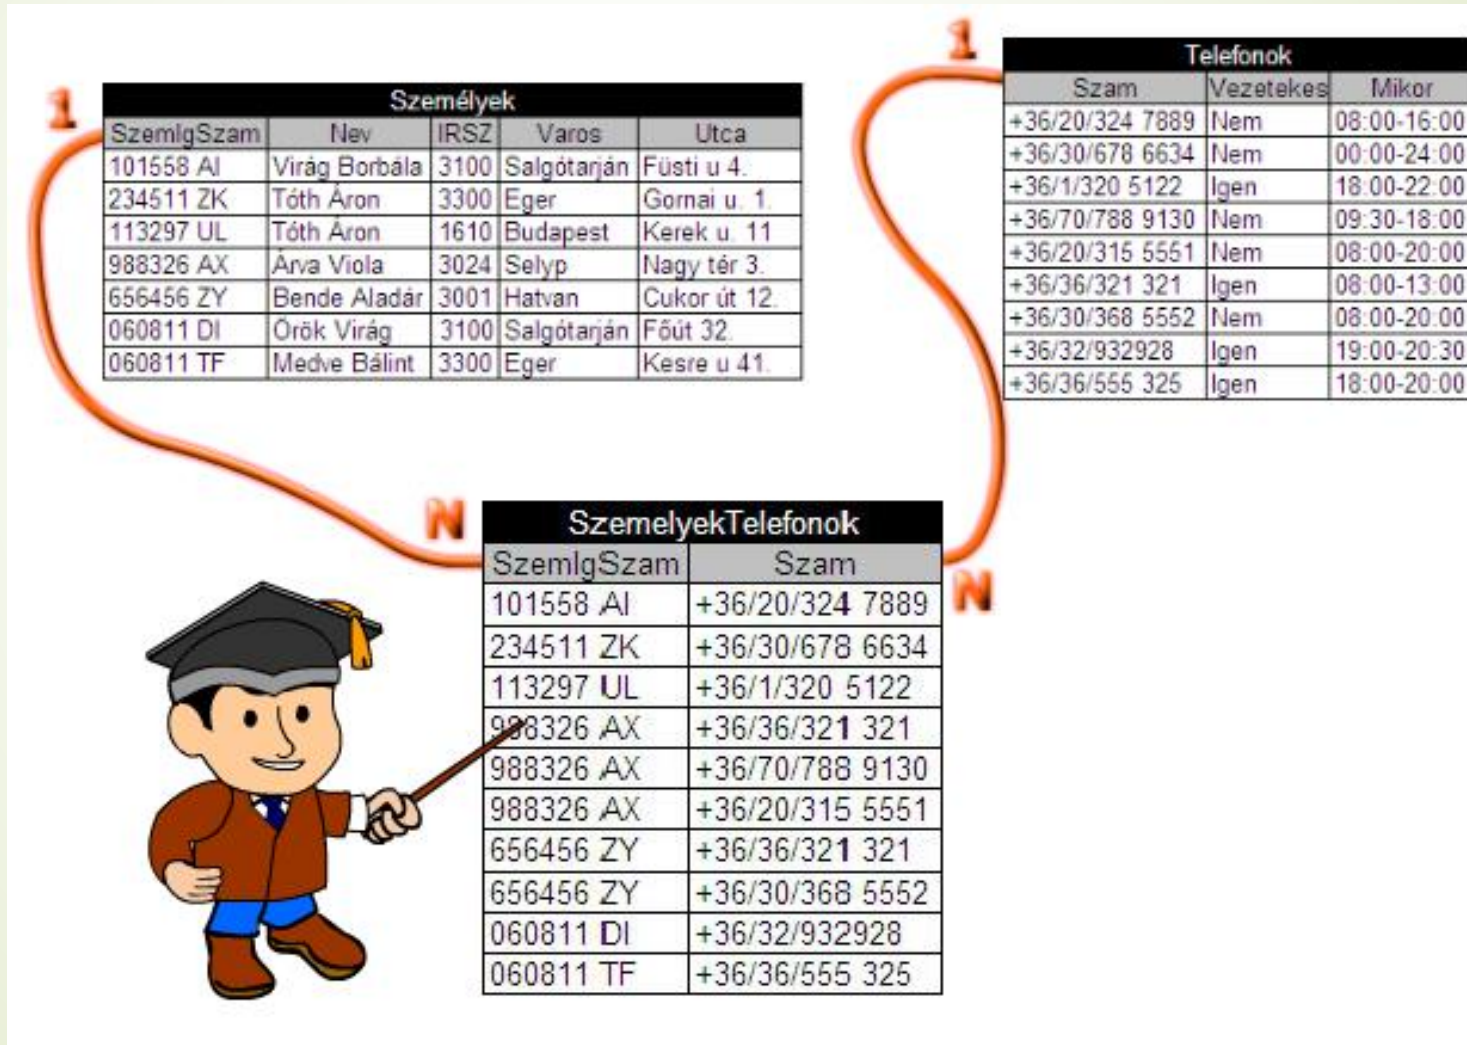 1
Személyek
SzemIgSzam Nev IRSZ Varos Utca
101558 AI Virág Borbála 3100 Salgótarján Füsti u 4.
234511 ZK Tóth Áron 3300 Eger Gornai u. 1.
113297 UL Tóth Áron 1610 Budapest Kerek u. 11
988326 AX Árva Viola 3024 Selyp Nagy tér 3.
656456 ZY Bende Aladár 3001 Hatvan Cukor út 12.
060811 DI Örök Virág 3100 Salgótarján Főút 32.
060811 TF Medve Bálint 3300 Eger Kesre u 41.
1
Telefonok
Szam Vezetekes Mikor
+36/20/324 7889 Nem 08:00-16:00
+36/30/678 6634 Nem 00:00-24:00
+36/1/320 5122 Igen 18:00-22:00
+36/70/788 9130 Nem 09:30-18:00
+36/20/315 5551 Nem 08:00-20:00
+36/36/321 321 Igen 08:00-13:00
+36/30/368 5552 Nem 08:00-20:00
+36/32/932928 Igen 19:00-20:30
+36/36/555 325 Igen 18:00-20:00
N
SzemelyekTelefonok
SzemIgSzam Szam
N
101558 AI +36/20/324 7889
234511 ZK +36/30/678 6634
113297 UL +36/1/320 5122
988326 AX +36/36/321 321
988326 AX +36/70/788 9130
988326 AX +36/20/315 5551
656456 ZY +36/36/321 321
656456 ZY +36/30/368 5552
060811 DI +36/32/932928
060811 TF +36/36/555 325